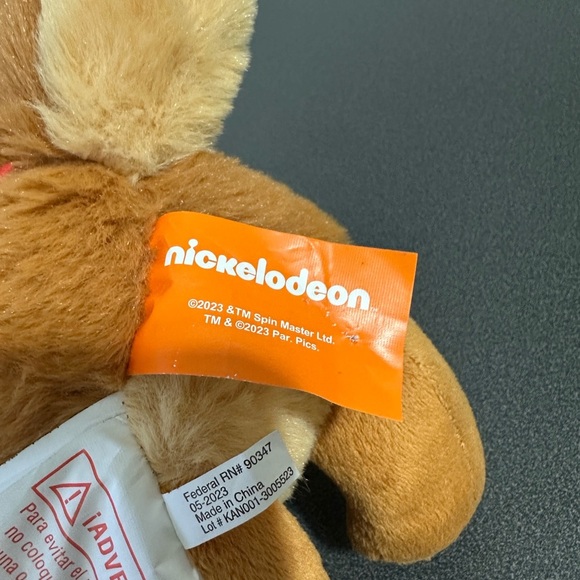 nickelodeon
©2023 &TM Spin Master Ltd.
TM & ©2023 Par. Pics.
Federal RN# 90347
05-2023
Made in China
Lot # KAN001-3005523
¡ADVE
Para evitar el
no coloqu
una o